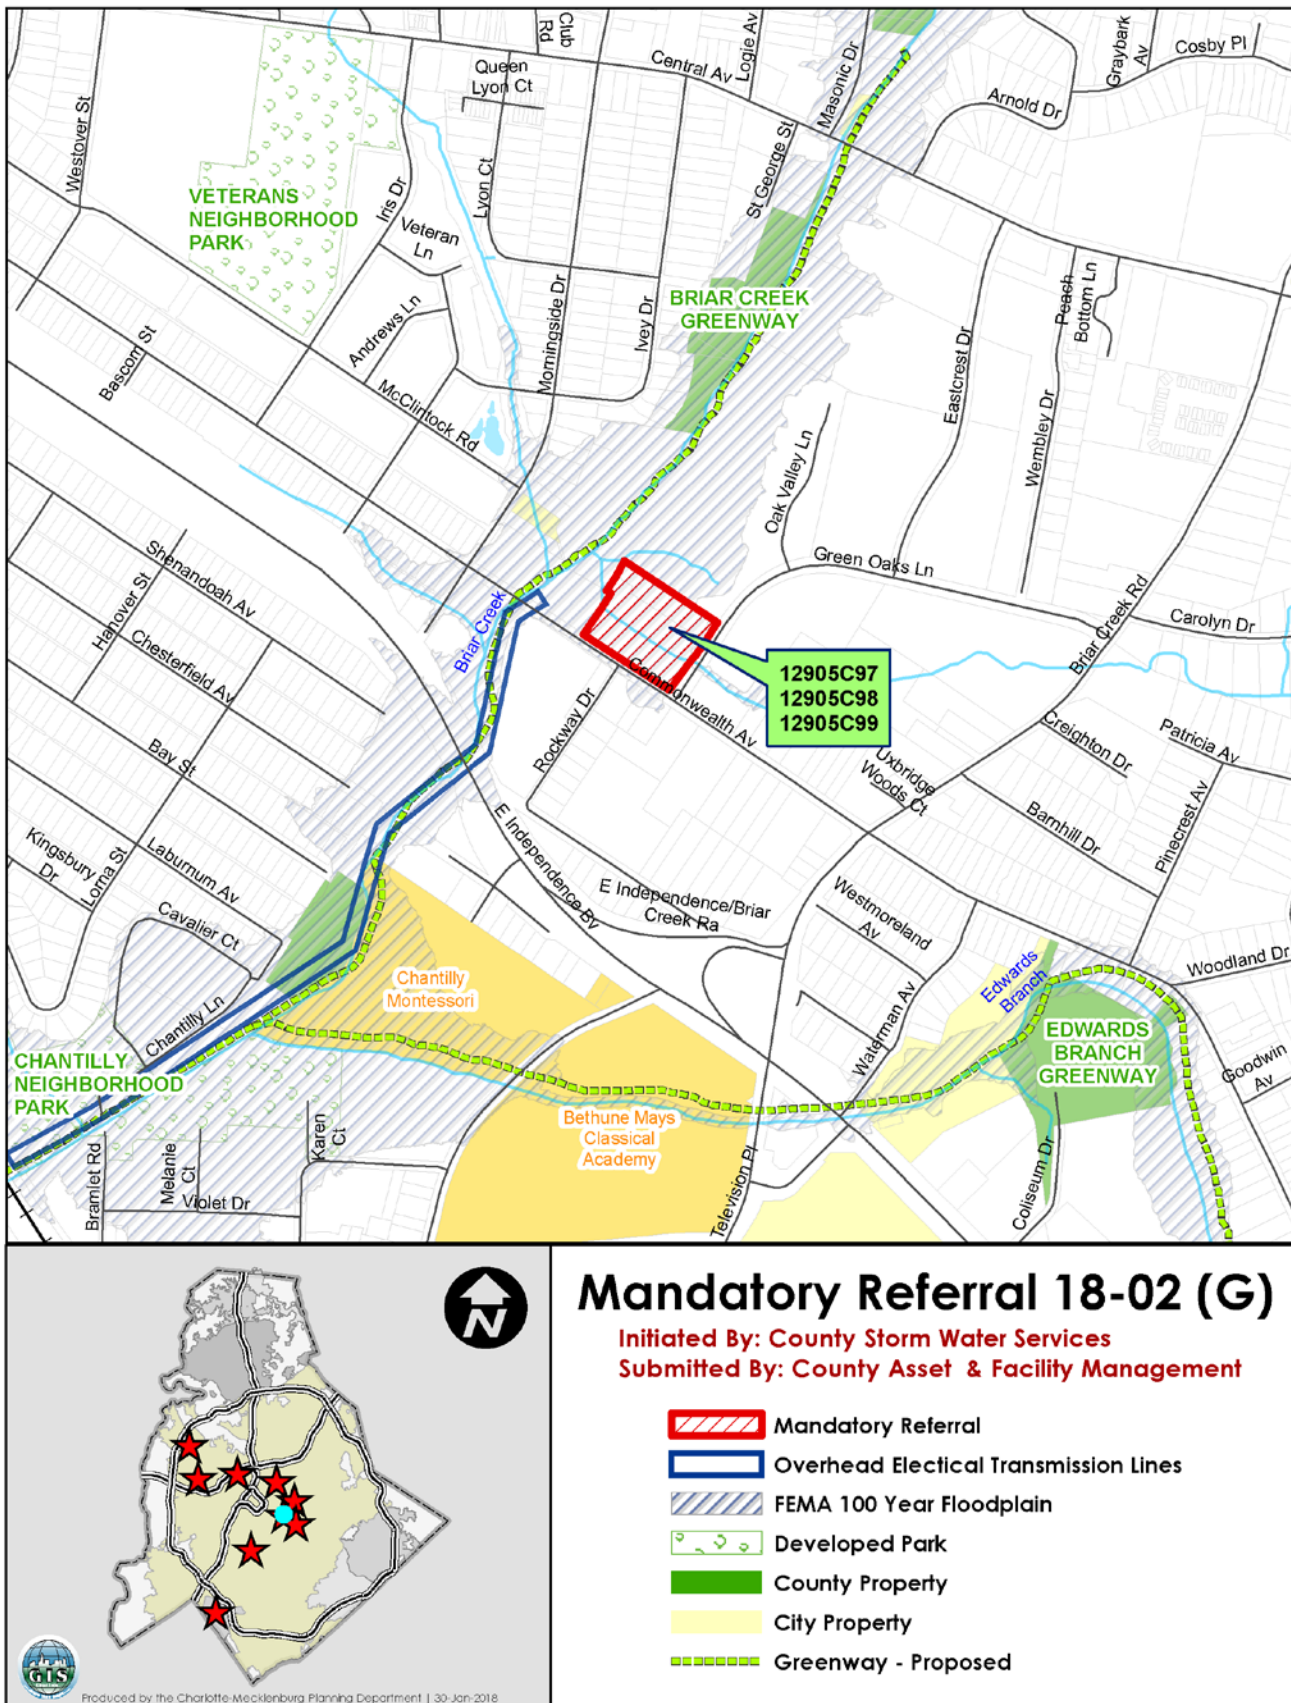 Club
Rd
Logie Av
Masonic Dr
Graybark
Av
Cosby Pl
Queen
Lyon Ct
Central Av
Arnold Dr
Westover St
St George St
VETERANS
NEIGHBORHOOD
PARK
Iris Dr
Lyon Ct
Veteran
Ln
Morningside Dr
Ivey Dr
BRIAR CREEK
GREENWAY
Peach
Bottom Ln
Andrews Ln
Bascom St
McClintock Rd
Eastcrest Dr
Wembley Dr
Oak Valley Ln
Green Oaks Ln
Shenandoah Av
Hanover St
Chesterfield Av
Briar Creek
Briar Creek Rd
Carolyn Dr
12905C97
12905C98
12905C99
Commonwealth Av
Rockway Dr
Bay St
Uxbridge
Woods Ct
Creighton Dr
Patricia Av
Barnhill Dr
Pinecrest Av
Kingsbury
Dr
Lorna St
Laburnum Av
E Independence Bv
E Independence/Briar
Creek Ra
Westmoreland
Av
Cavalier Ct
Chantilly
Montessori
Edwards
Branch
Woodland Dr
Chantilly Ln
Waterman Av
CHANTILLY
NEIGHBORHOOD
PARK
EDWARDS
BRANCH
GREENWAY
Goodwin
Av
Karen
Ct
Bethune Mays
Classical
Academy
Bramlet Rd
Melanie
Ct
Violet Dr
Television Pl
Coliseum Dr
N
Mandatory Referral 18-02 (G)
Initiated By: County Storm Water Services
Submitted By: County Asset & Facility Management
Mandatory Referral
Overhead Electical Transmission Lines
FEMA 100 Year Floodplain
Developed Park
County Property
City Property
Greenway - Proposed
GIS
Produced by the Charlotte-Mecklenburg Planning Department | 30-Jan-2018